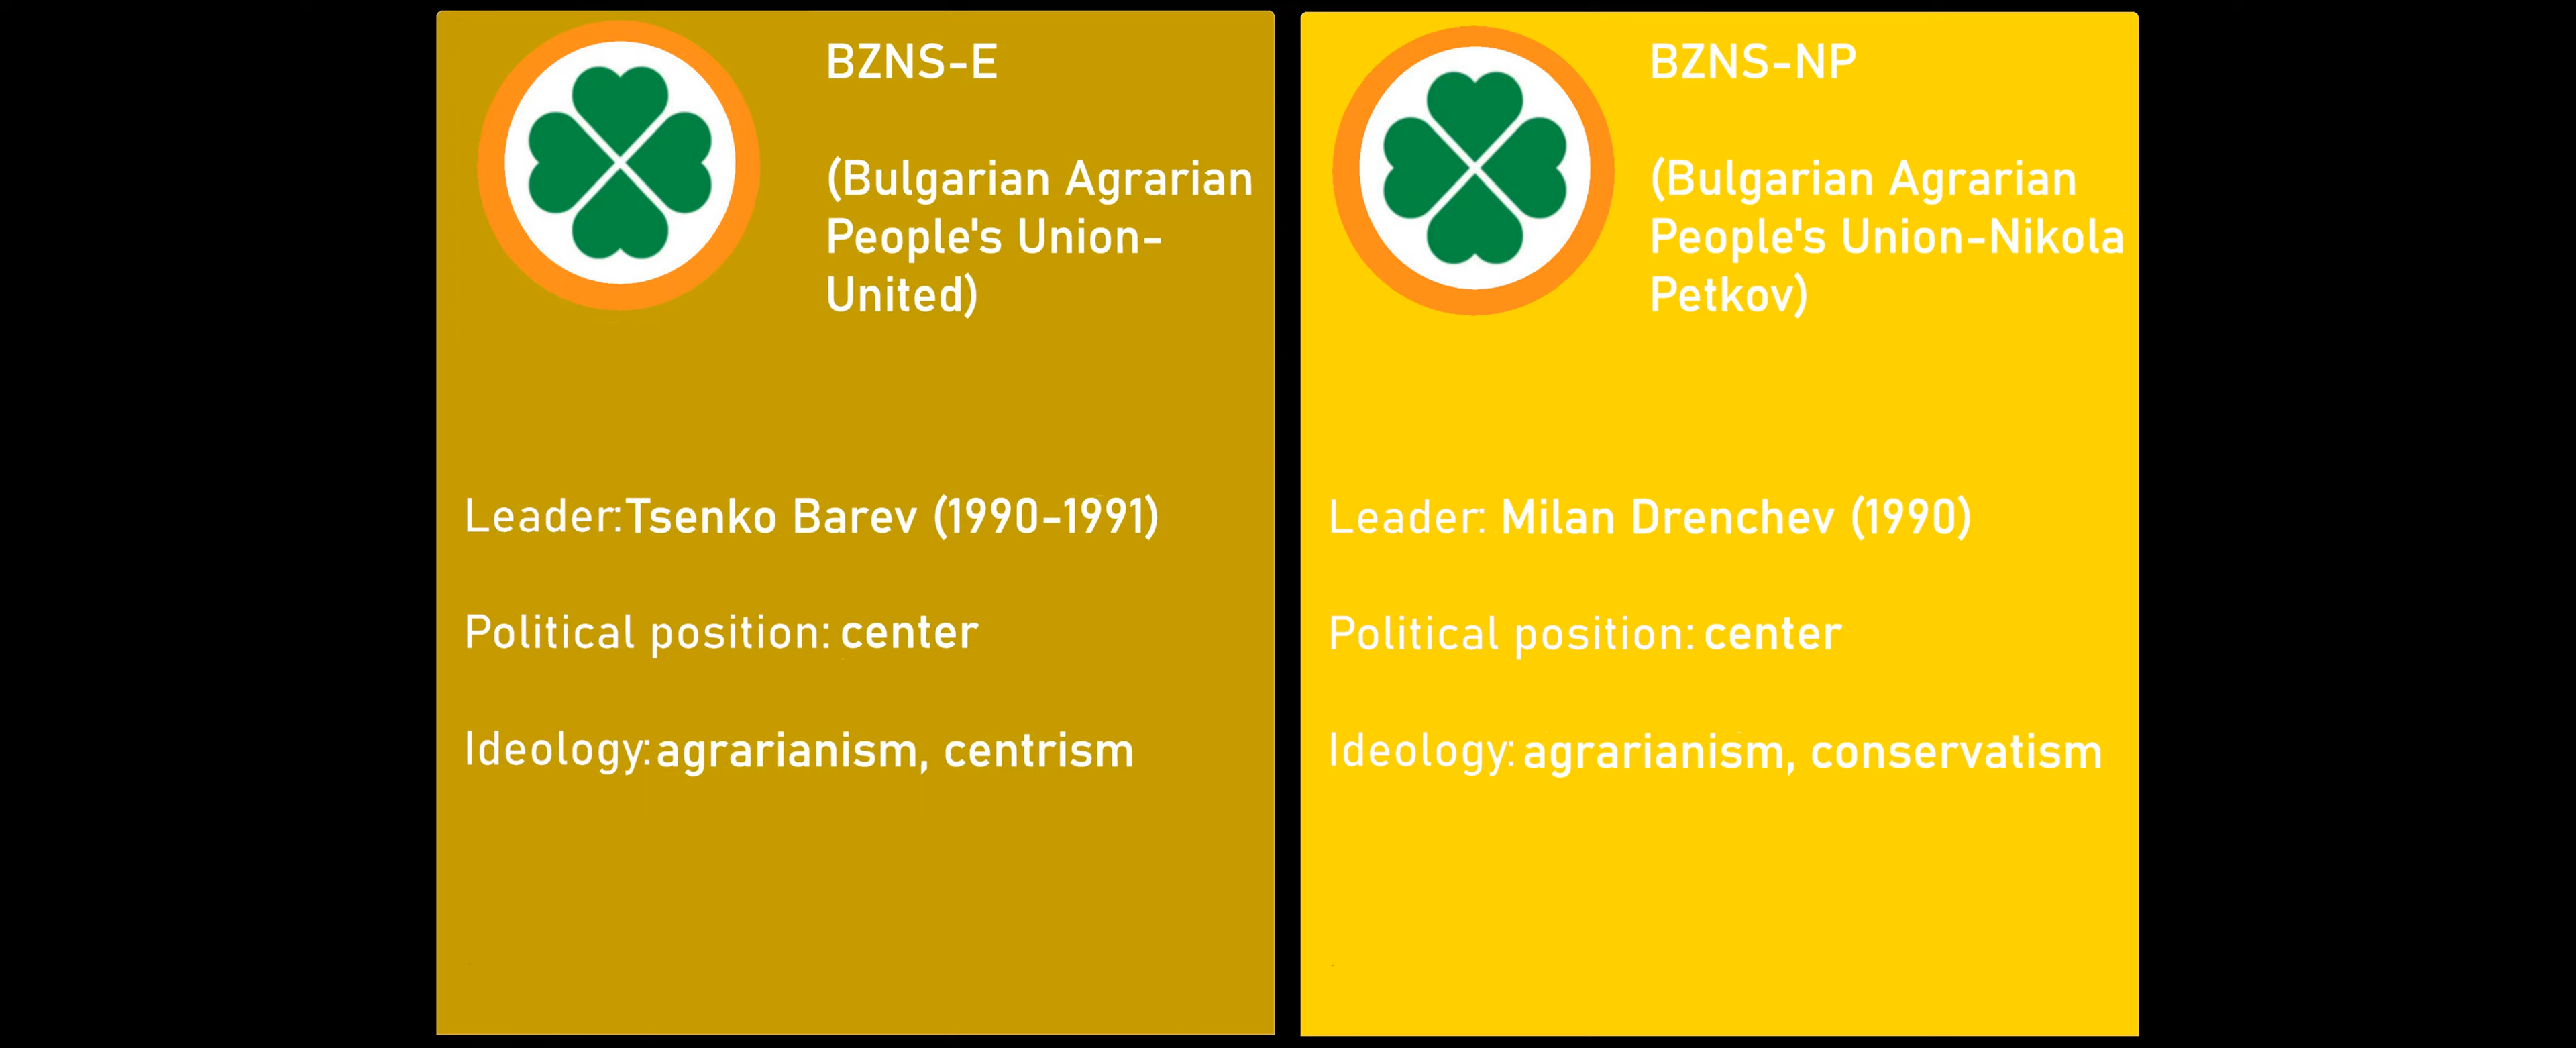 BZNS-E
(Bulgarian Agrarian
People's Union-
United)
Leader:Tsenko Barev (1990-1991)
Political position: center
Ideology:agrarianism, centrism
BZNS-NP
(Bulgarian Agrarian
People's Union-Nikola
Petkov)
Leader: Milan Drenchev (1990)
Political position: center
Ideology: agrarianism, conservatism